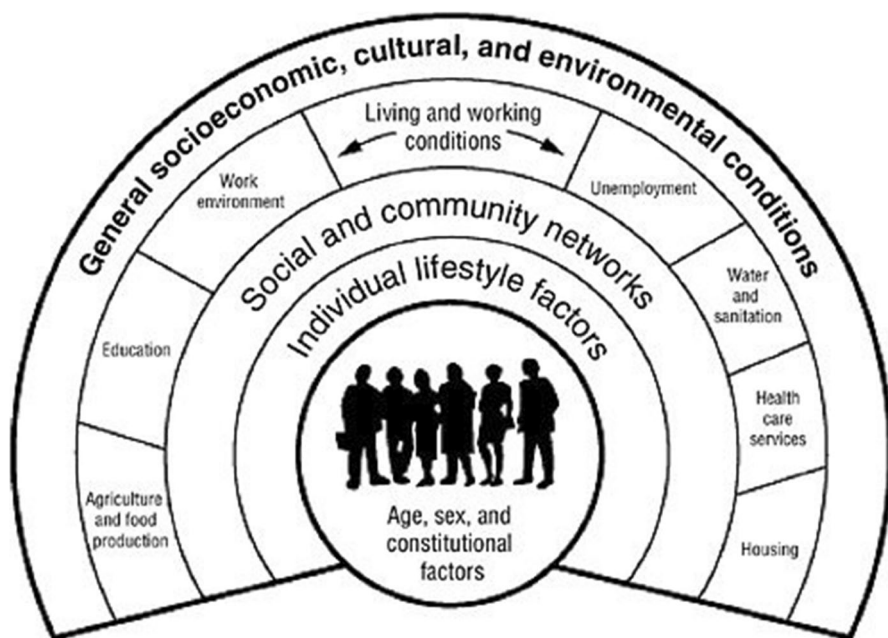 General socioeconomic, cultural, and environmental conditions
Living and working
conditions
Work
environment
Unemployment
Social and community networks
Individual lifestyle factors
Education
Water
and
sanitation
Health
care
services
Agriculture
and food
production
Housing
Age, sex, and
constitutional
factors